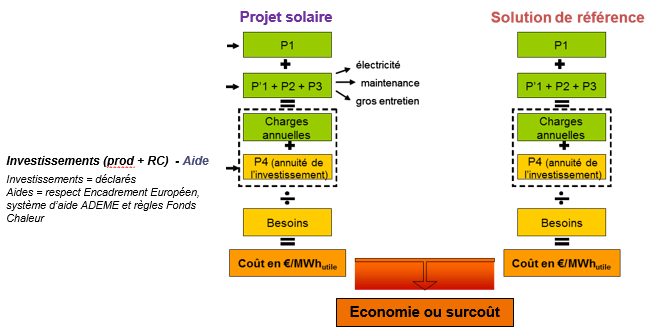 Projet solaire
Solution de référence
P1
+
P'1 + P2 + P3
=
électricité
maintenance
gros entretien
Charges
annuelles
+
P4 (annuité de
l'investissement)
÷
Besoins
=
Coût en €/MWhutile
Investissements (prod + RC) - Aide
Investissements = déclarés
Aides = respect Encadrement Européen,
système d'aide ADEME et règles Fonds
Chaleur
P1
+
P'1 + P2 + P3
=
Charges
annuelles
+
P4 (annuité de
l'investissement)
÷
Besoins
=
Coût en €/MWhutile
Economie ou surcoût